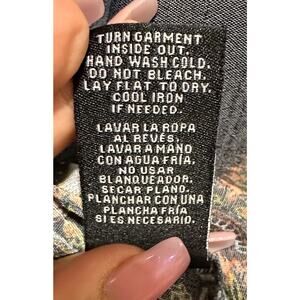 TURN GARMENT
INSIDE OUT.
HAND WASH COLD.
DO NOT BLEACH.
LAY FLAT TO DRY.
COOL IRON
IF NEEDED.
LAVAR LA ROPA
AL REVÉS.
LAVAR A MANO
CON AGUA FRÍA.
NO USAR
BLANQUEADOR.
SECAR PLANO.
PLANCHAR CON UNA
PLANCHA FRÍA
SI ES NECESARIO.